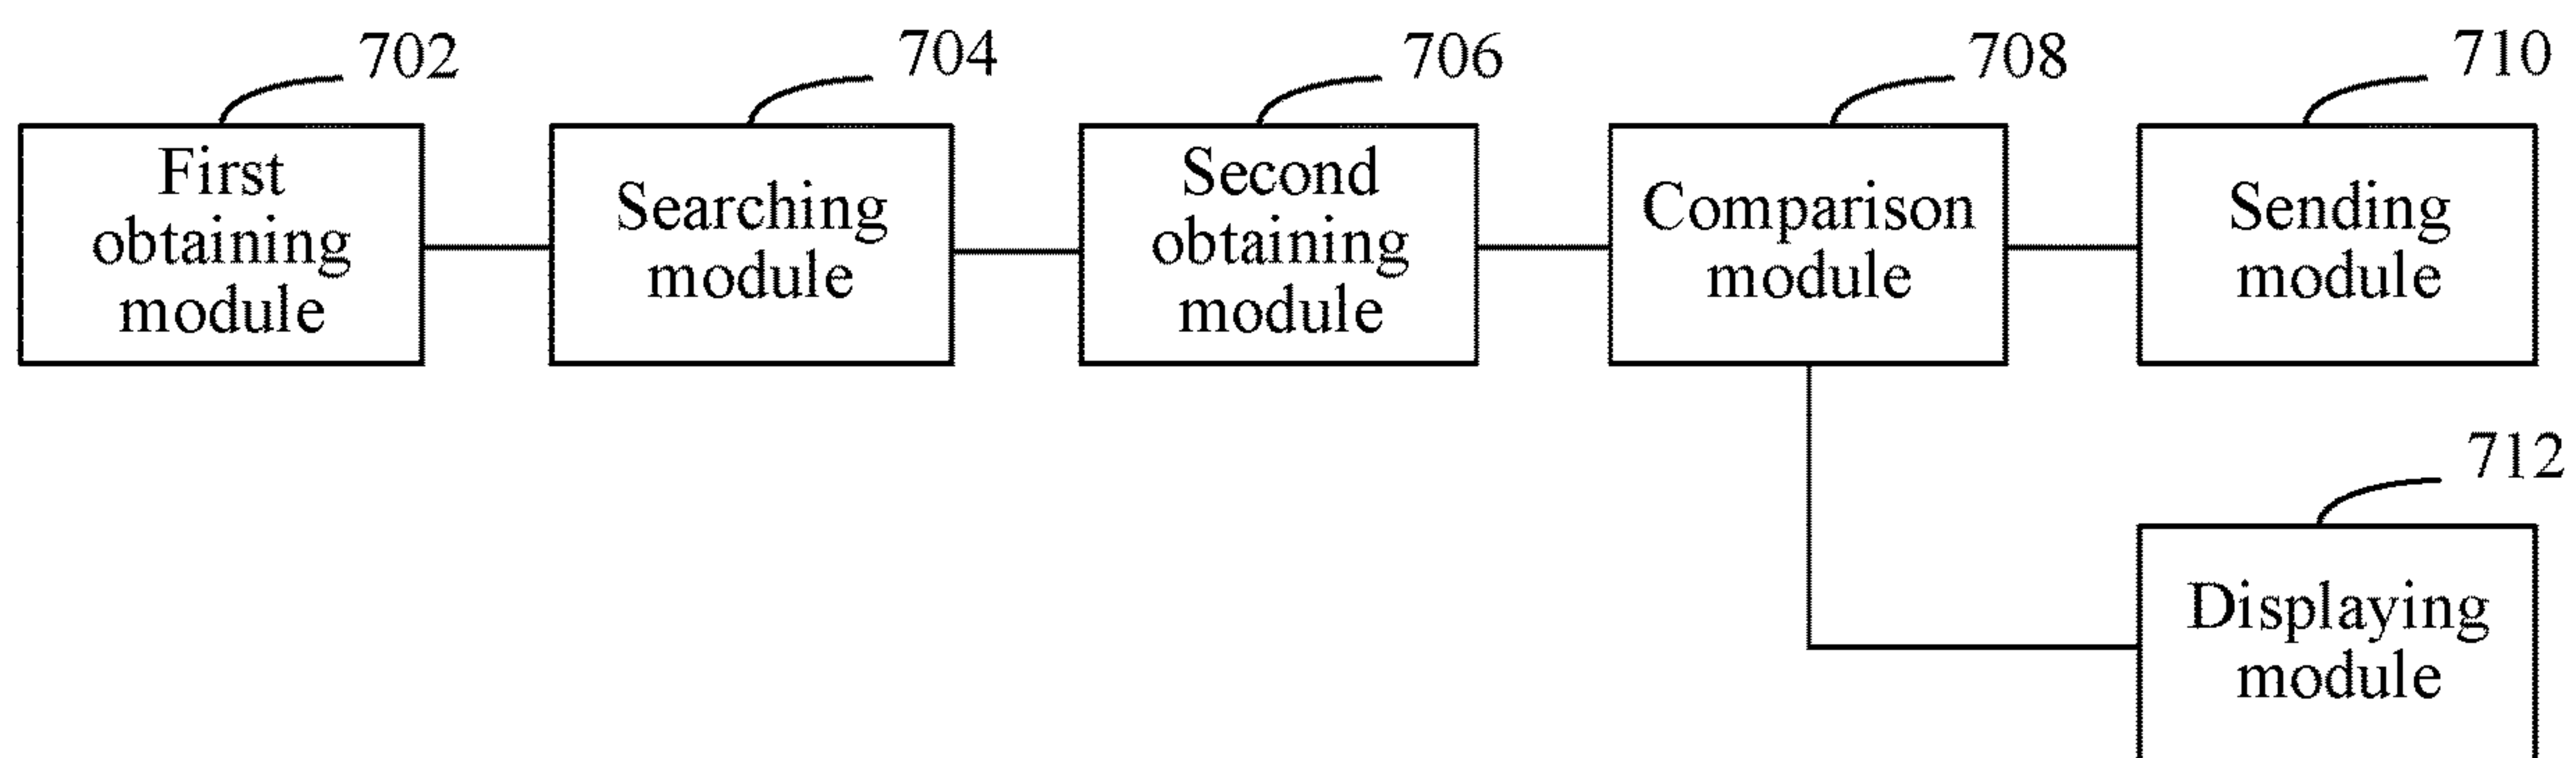 702
704
706
708
710
First
obtaining
module
Searching
module
Second
obtaining
module
Comparison
module
Sending
module
712
Displaying
module